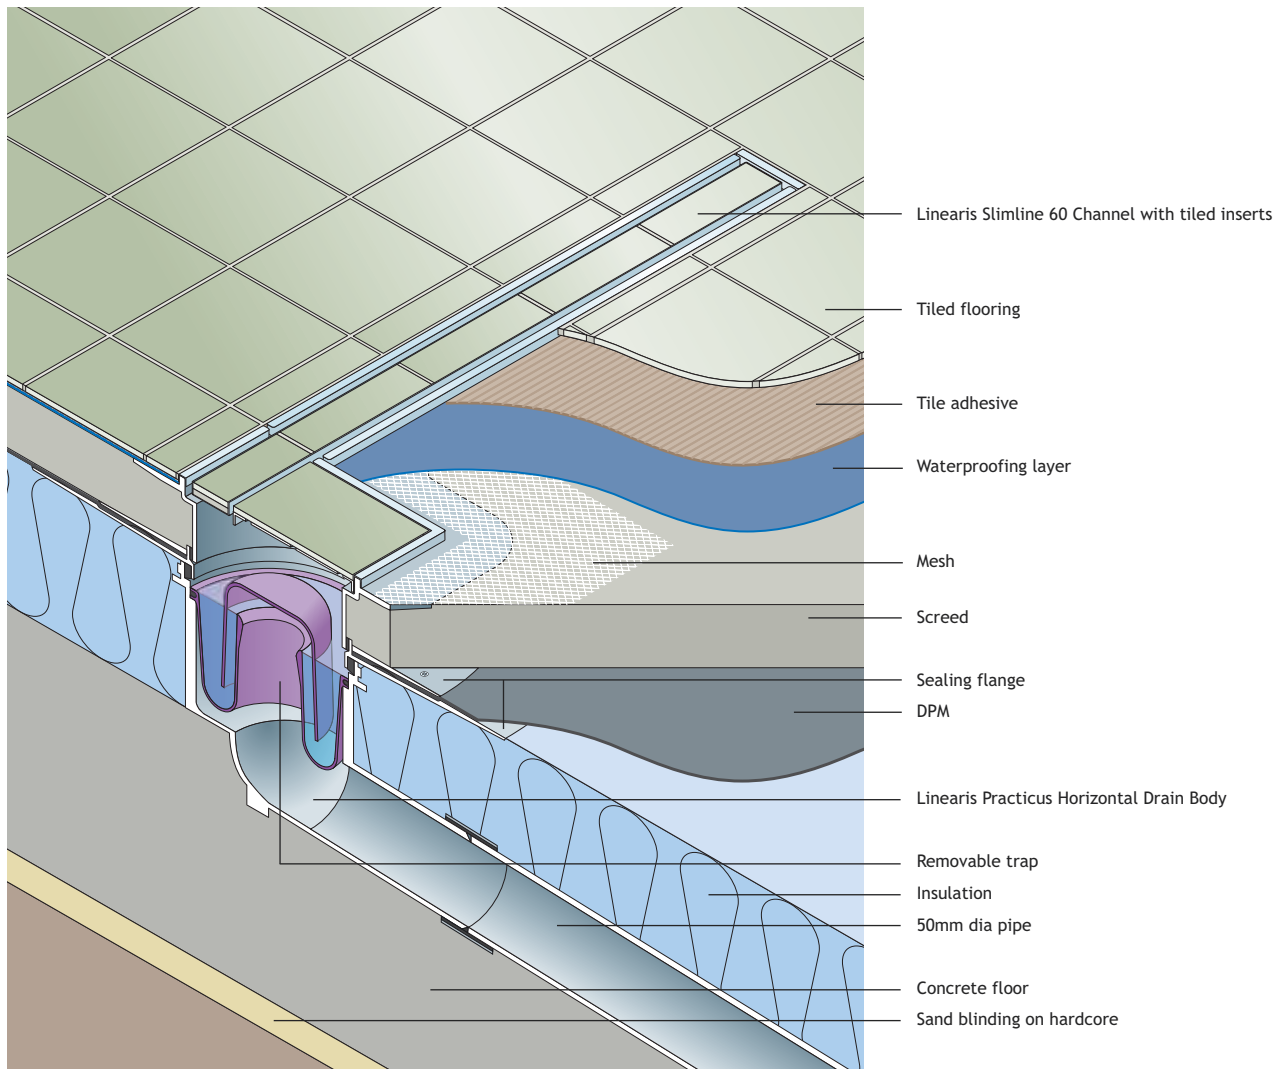 Linearis Slimline 60 Channel with tiled inserts
Tiled flooring
Tile adhesive
Waterproofing layer
Mesh
Screed
Sealing flange
DPM
Linearis Practicus Horizontal Drain Body
Removable trap
Insulation
50mm dia pipe
Concrete floor
Sand blinding on hardcore